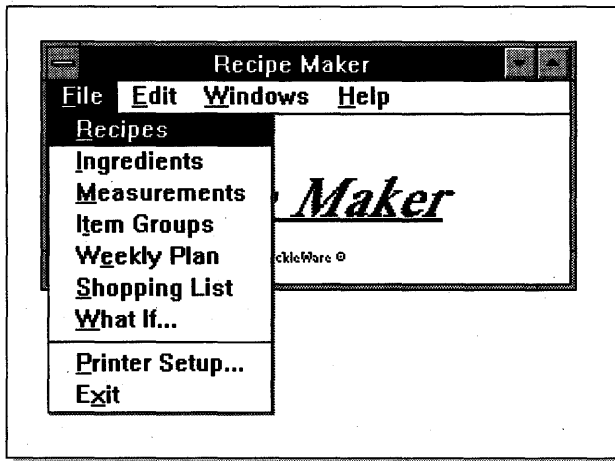 Recipe Maker
File Edit Windows Help
Recipes
Ingredients
Measurements
Item Groups
Weekly Plan
Shopping List
What If...
Printer Setup...
Exit
Maker
ckleWare ©